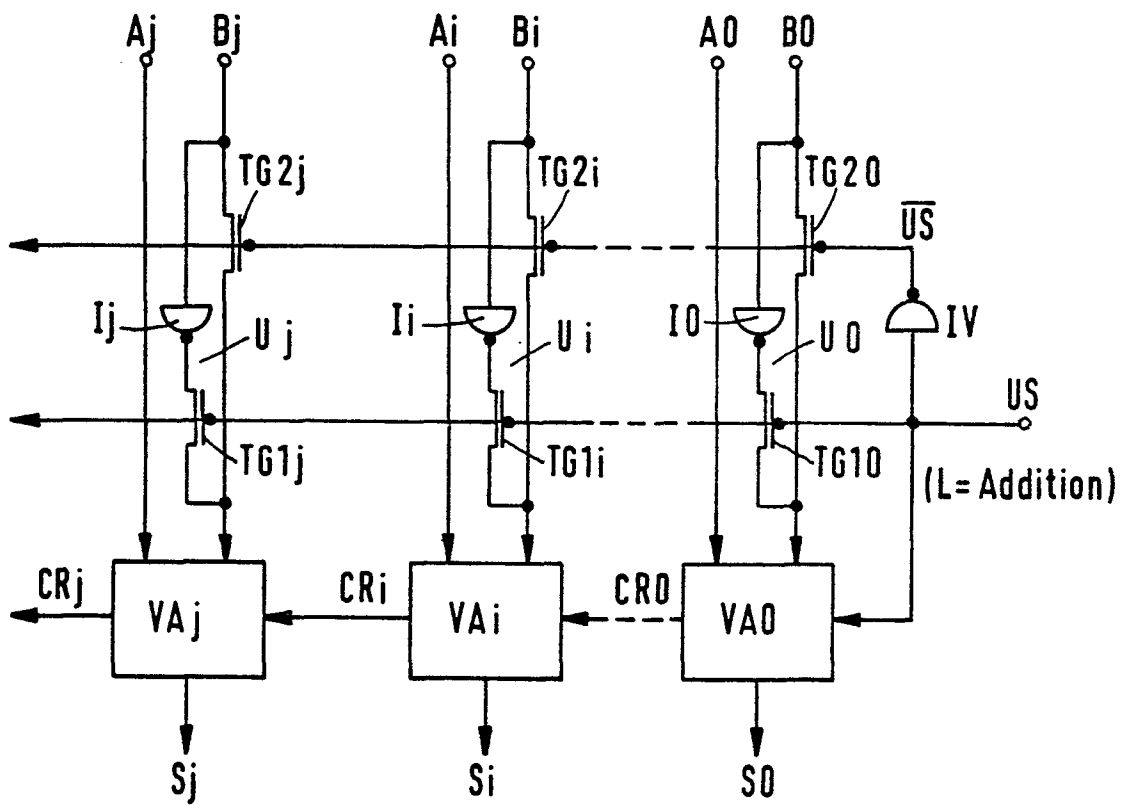 Aj Bj Ai Bi A0 B0
TG2j TG2i TG20
U̅S̅
Ij Uj Ii Ui I0 U0 IV
US
TG1j TG1i TG10
(L= Addition)
CRj CRi CR0
VAj VAi VA0
Sj Si S0